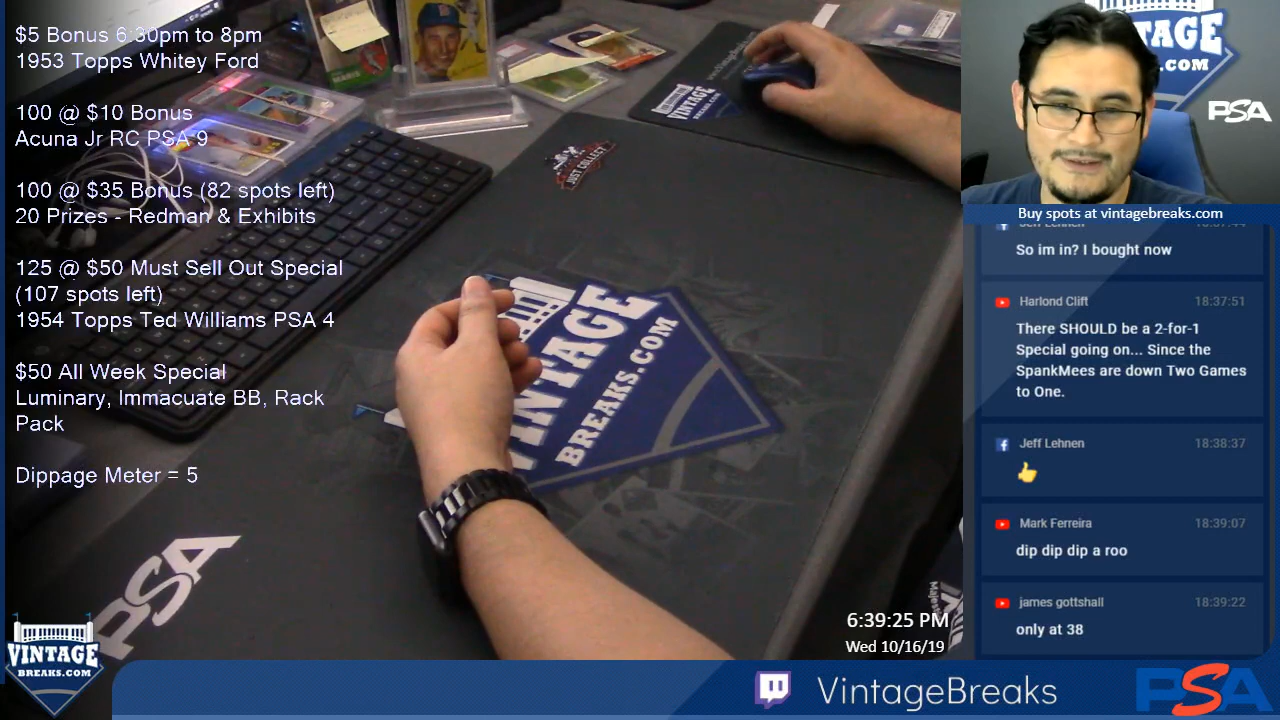 $5 Bonus 6:30pm to 8pm
1953 Topps Whitey Ford
100 @ $10 Bonus
Acuna Jr RC PSA 9
100 @ $35 Bonus (82 spots left)
20 Prizes - Redman & Exhibits
125 @ $50 Must Sell Out Special
(107 spots left)
1954 Topps Ted Williams PSA 4
$50 All Week Special
Luminary, Immacuate BB, Rack
Pack
Dippage Meter = 5
PSA
VINTAGE
BREAKS.COM
JUST COLLECT
VINTAGE
VINTAGE
BREAKS.COM
PSA
Buy spots at vintagebreaks.com
Jeff Lehnen
So im in? I bought now
Harlond Clift 18:37:51
There SHOULD be a 2-for-1
Special going on... Since the
SpankMees are down Two Games
to One.
Jeff Lehnen 18:38:37
Mark Ferreira 18:39:07
dip dip dip a roo
james gottshall 18:39:22
only at 38
6:39:25 PM
Wed 10/16/19
VINTAGE
BREAKS.COM
VintageBreaks
PSA